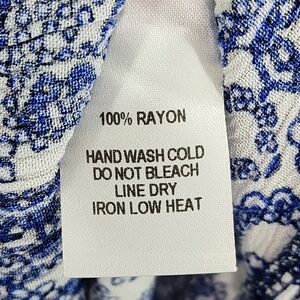 100% RAYON
HAND WASH COLD
DO NOT BLEACH
LINE DRY
IRON LOW HEAT